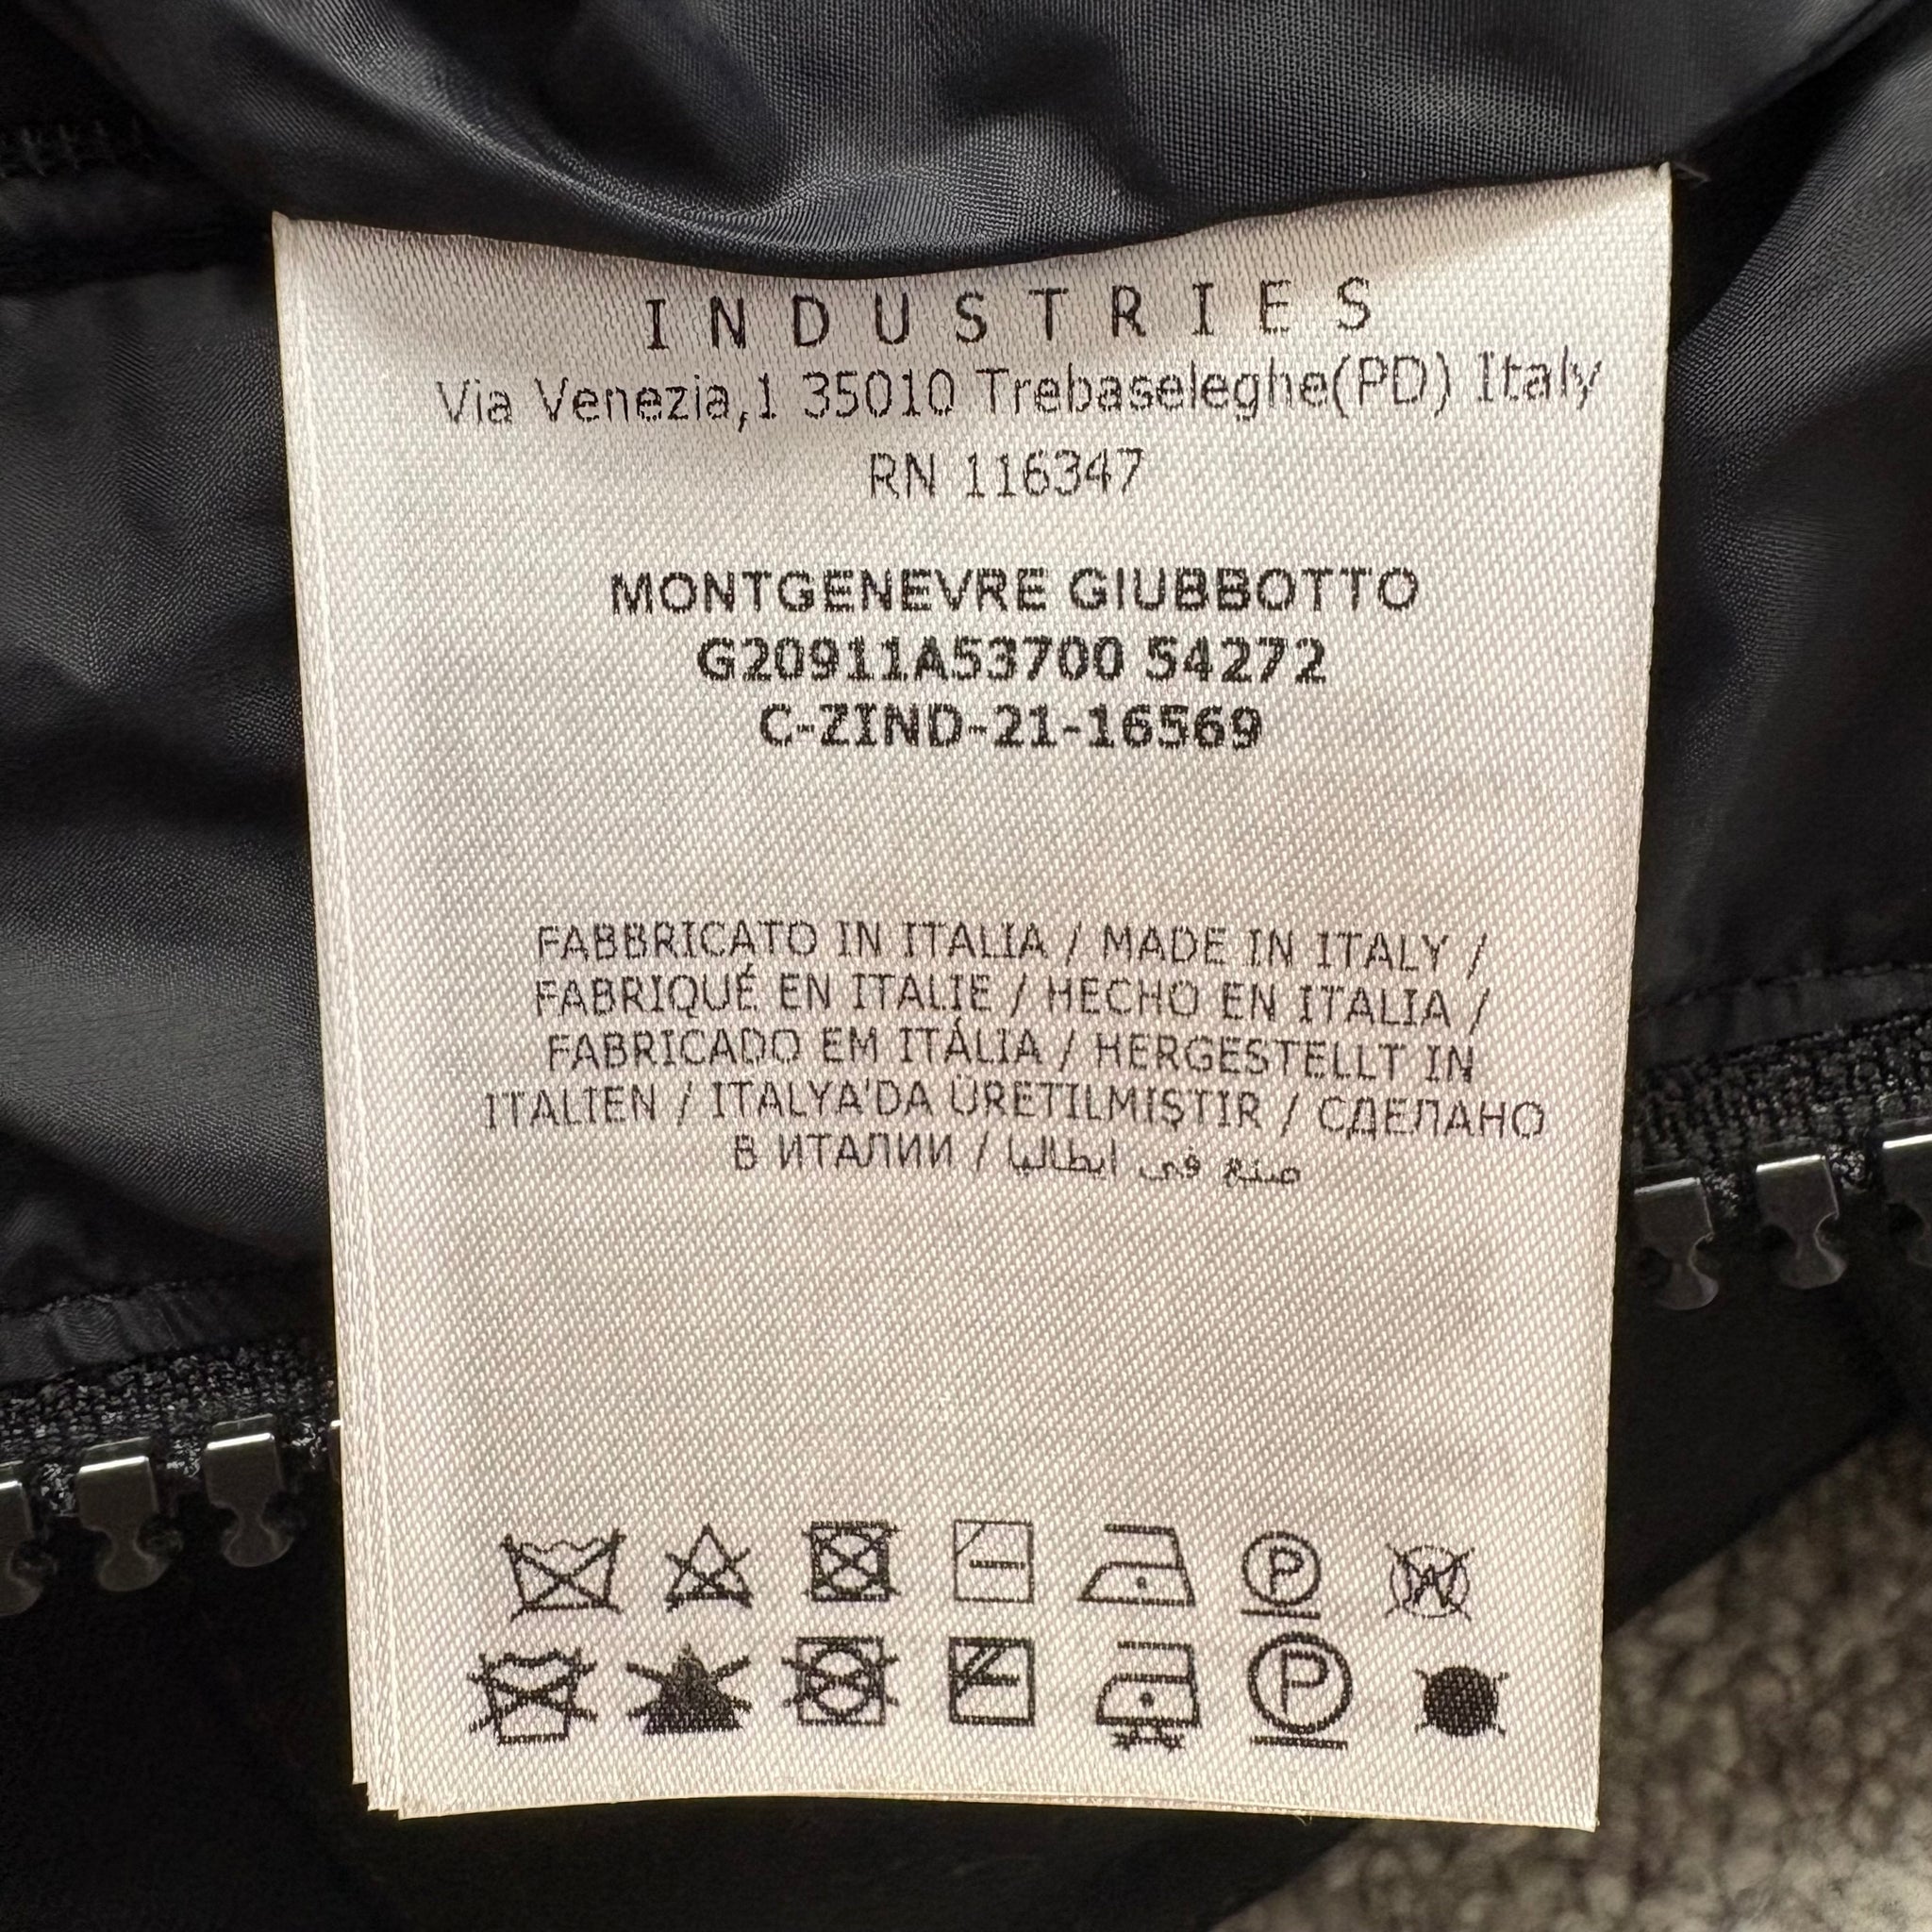 INDUSTRIES
Via Venezia,1 35010 Trebaseleghe(PD) Italy
RN 116347
MONTGENEVRE GIUBBOTTO
G20911A53700 54272
C-ZIND-21-16569
FABBRICATO IN ITALIA / MADE IN ITALY /
FABRIQUÉ EN ITALIE / HECHO EN ITALIA /
FABRICADO EM ITÁLIA / HERGESTELLT IN
ITALIEN / ITALYA'DA ÜRETILMIŞTIR / СДЕЛАНО
В ИТАЛИИ / صنع في ايطاليا
P W
P